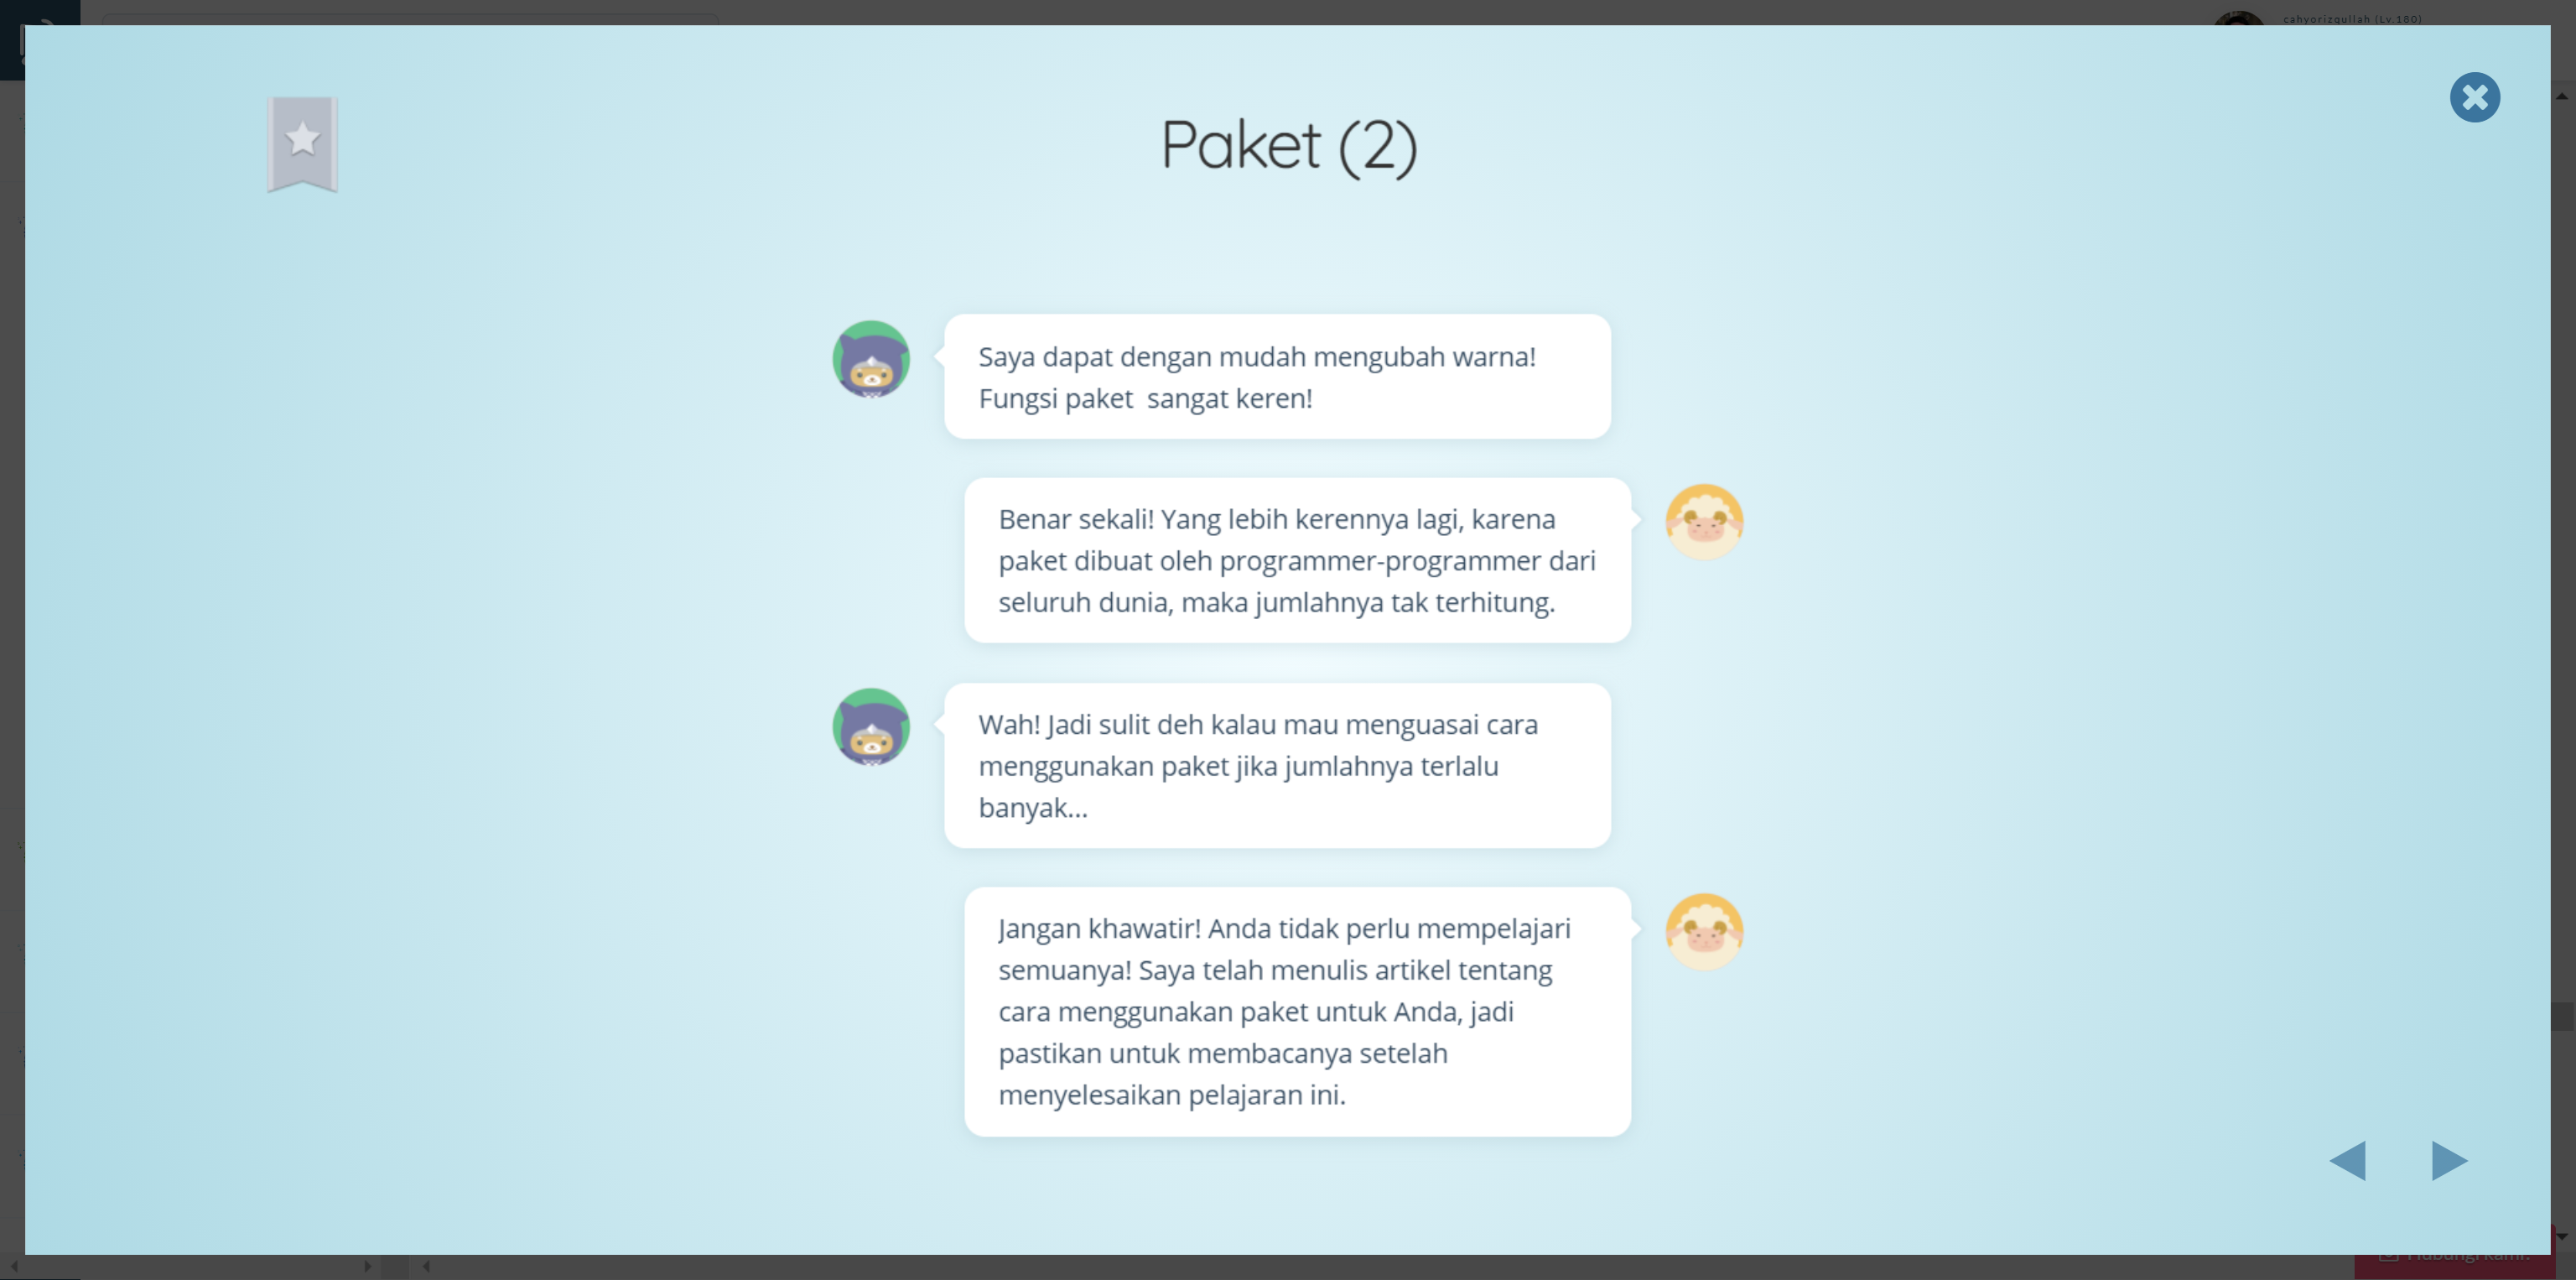 cahyorizqullah (Lv.180)
Paket (2)
Saya dapat dengan mudah mengubah warna!
Fungsi paket  sangat keren!
Benar sekali! Yang lebih kerennya lagi, karena
paket dibuat oleh programmer-programmer dari
seluruh dunia, maka jumlahnya tak terhitung.
Wah! Jadi sulit deh kalau mau menguasai cara
menggunakan paket jika jumlahnya terlalu
banyak...
Jangan khawatir! Anda tidak perlu mempelajari
semuanya! Saya telah menulis artikel tentang
cara menggunakan paket untuk Anda, jadi
pastikan untuk membacanya setelah
menyelesaikan pelajaran ini.